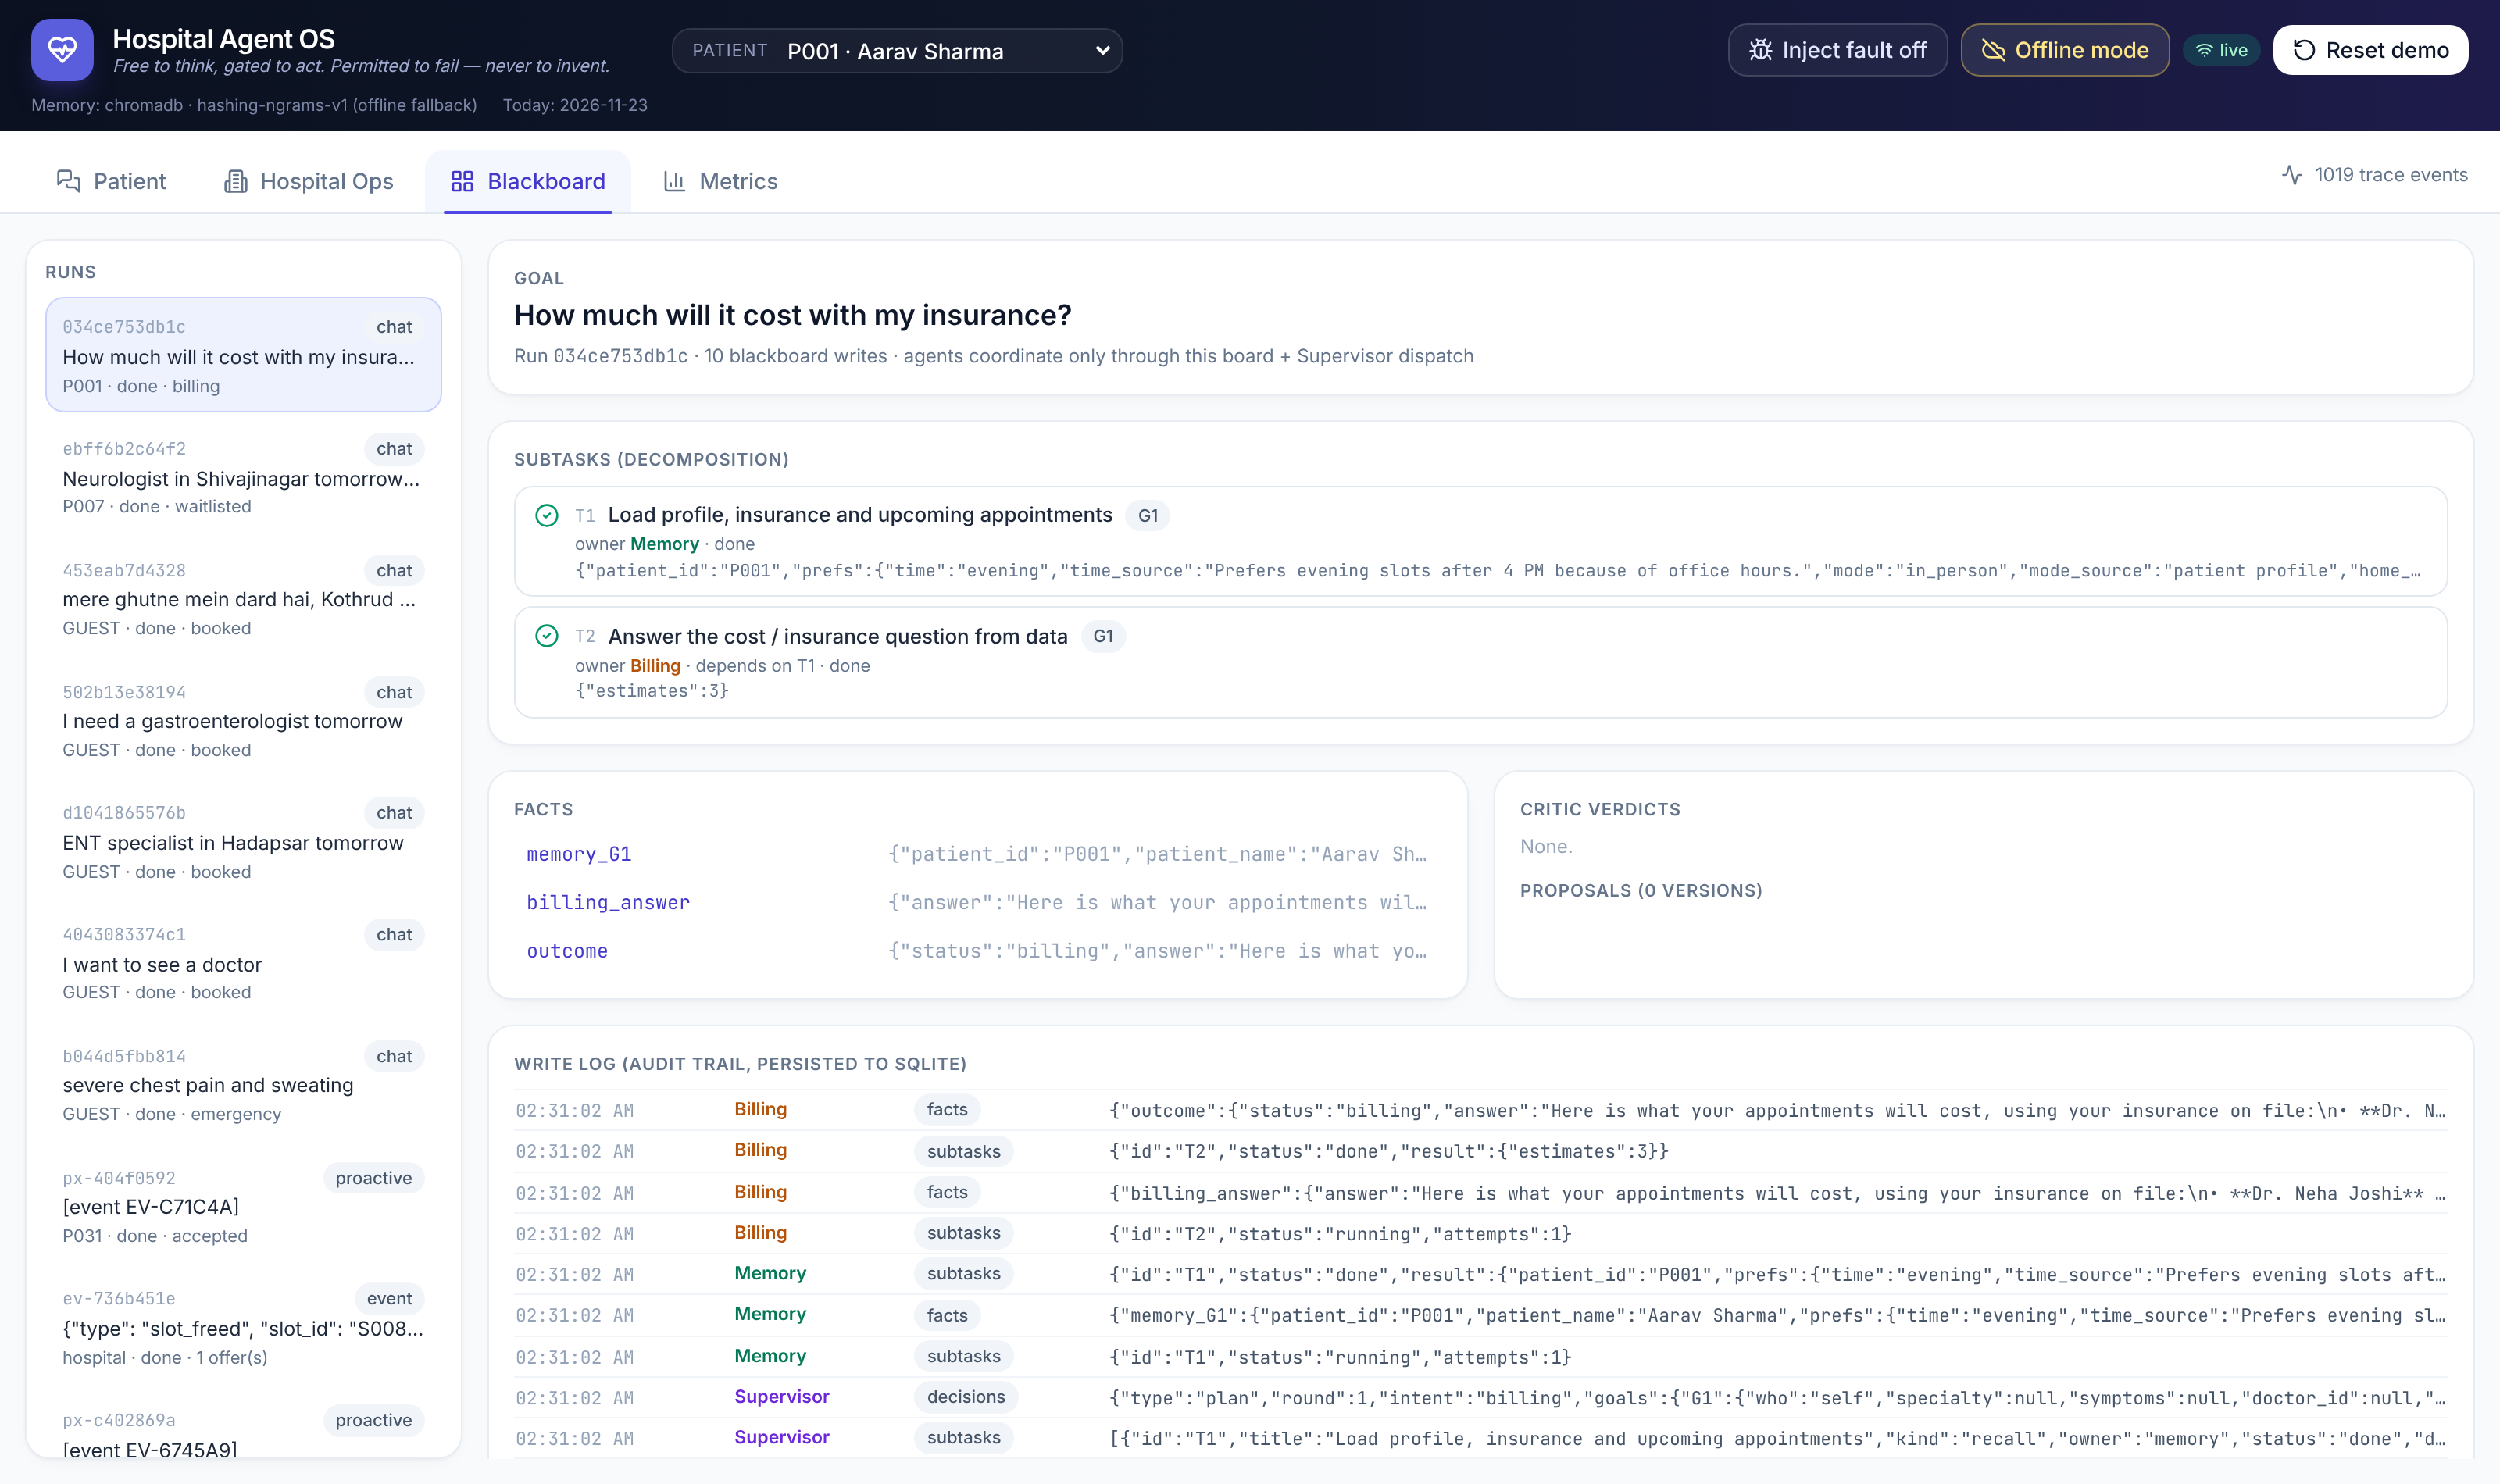 Hospital Agent OS
Free to think, gated to act. Permitted to fail — never to invent.
PATIENT P001 · Aarav Sharma
Inject fault off
Offline mode
live
Reset demo
Memory: chromadb · hashing-ngrams-v1 (offline fallback) Today: 2026-11-23
Patient
Hospital Ops
Blackboard
Metrics
1019 trace events
RUNS
034ce753db1c chat
How much will it cost with my insura...
P001 · done · billing
ebff6b2c64f2 chat
Neurologist in Shivajinagar tomorrow...
P007 · done · waitlisted
453eab7d4328 chat
mere ghutne mein dard hai, Kothrud ...
GUEST · done · booked
502b13e38194 chat
I need a gastroenterologist tomorrow
GUEST · done · booked
d1041865576b chat
ENT specialist in Hadapsar tomorrow
GUEST · done · booked
4043083374c1 chat
I want to see a doctor
GUEST · done · booked
b044d5fbb814 chat
severe chest pain and sweating
GUEST · done · emergency
px-404f0592 proactive
[event EV-C71C4A]
P031 · done · accepted
ev-736b451e event
{"type": "slot_freed", "slot_id": "S008...
hospital · done · 1 offer(s)
px-c402869a proactive
[event EV-6745A9]
GOAL
How much will it cost with my insurance?
Run 034ce753db1c · 10 blackboard writes · agents coordinate only through this board + Supervisor dispatch
SUBTASKS (DECOMPOSITION)
T1 Load profile, insurance and upcoming appointments G1
owner Memory · done
{"patient_id":"P001","prefs":{"time":"evening","time_source":"Prefers evening slots after 4 PM because of office hours.","mode":"in_person","mode_source":"patient profile","home_…
T2 Answer the cost / insurance question from data G1
owner Billing · depends on T1 · done
{"estimates":3}
FACTS
memory_G1 {"patient_id":"P001","patient_name":"Aarav Sh…
billing_answer {"answer":"Here is what your appointments wil…
outcome {"status":"billing","answer":"Here is what yo…
CRITIC VERDICTS
None.
PROPOSALS (0 VERSIONS)
WRITE LOG (AUDIT TRAIL, PERSISTED TO SQLITE)
02:31:02 AM Billing facts {"outcome":{"status":"billing","answer":"Here is what your appointments will cost, using your insurance on file:\n• **Dr. N…
02:31:02 AM Billing subtasks {"id":"T2","status":"done","result":{"estimates":3}}
02:31:02 AM Billing facts {"billing_answer":{"answer":"Here is what your appointments will cost, using your insurance on file:\n• **Dr. Neha Joshi** …
02:31:02 AM Billing subtasks {"id":"T2","status":"running","attempts":1}
02:31:02 AM Memory subtasks {"id":"T1","status":"done","result":{"patient_id":"P001","prefs":{"time":"evening","time_source":"Prefers evening slots aft…
02:31:02 AM Memory facts {"memory_G1":{"patient_id":"P001","patient_name":"Aarav Sharma","prefs":{"time":"evening","time_source":"Prefers evening sl…
02:31:02 AM Memory subtasks {"id":"T1","status":"running","attempts":1}
02:31:02 AM Supervisor decisions {"type":"plan","round":1,"intent":"billing","goals":{"G1":{"who":"self","specialty":null,"symptoms":null,"doctor_id":null,"…
02:31:02 AM Supervisor subtasks [{"id":"T1","title":"Load profile, insurance and upcoming appointments","kind":"recall","owner":"memory","status":"done","d…